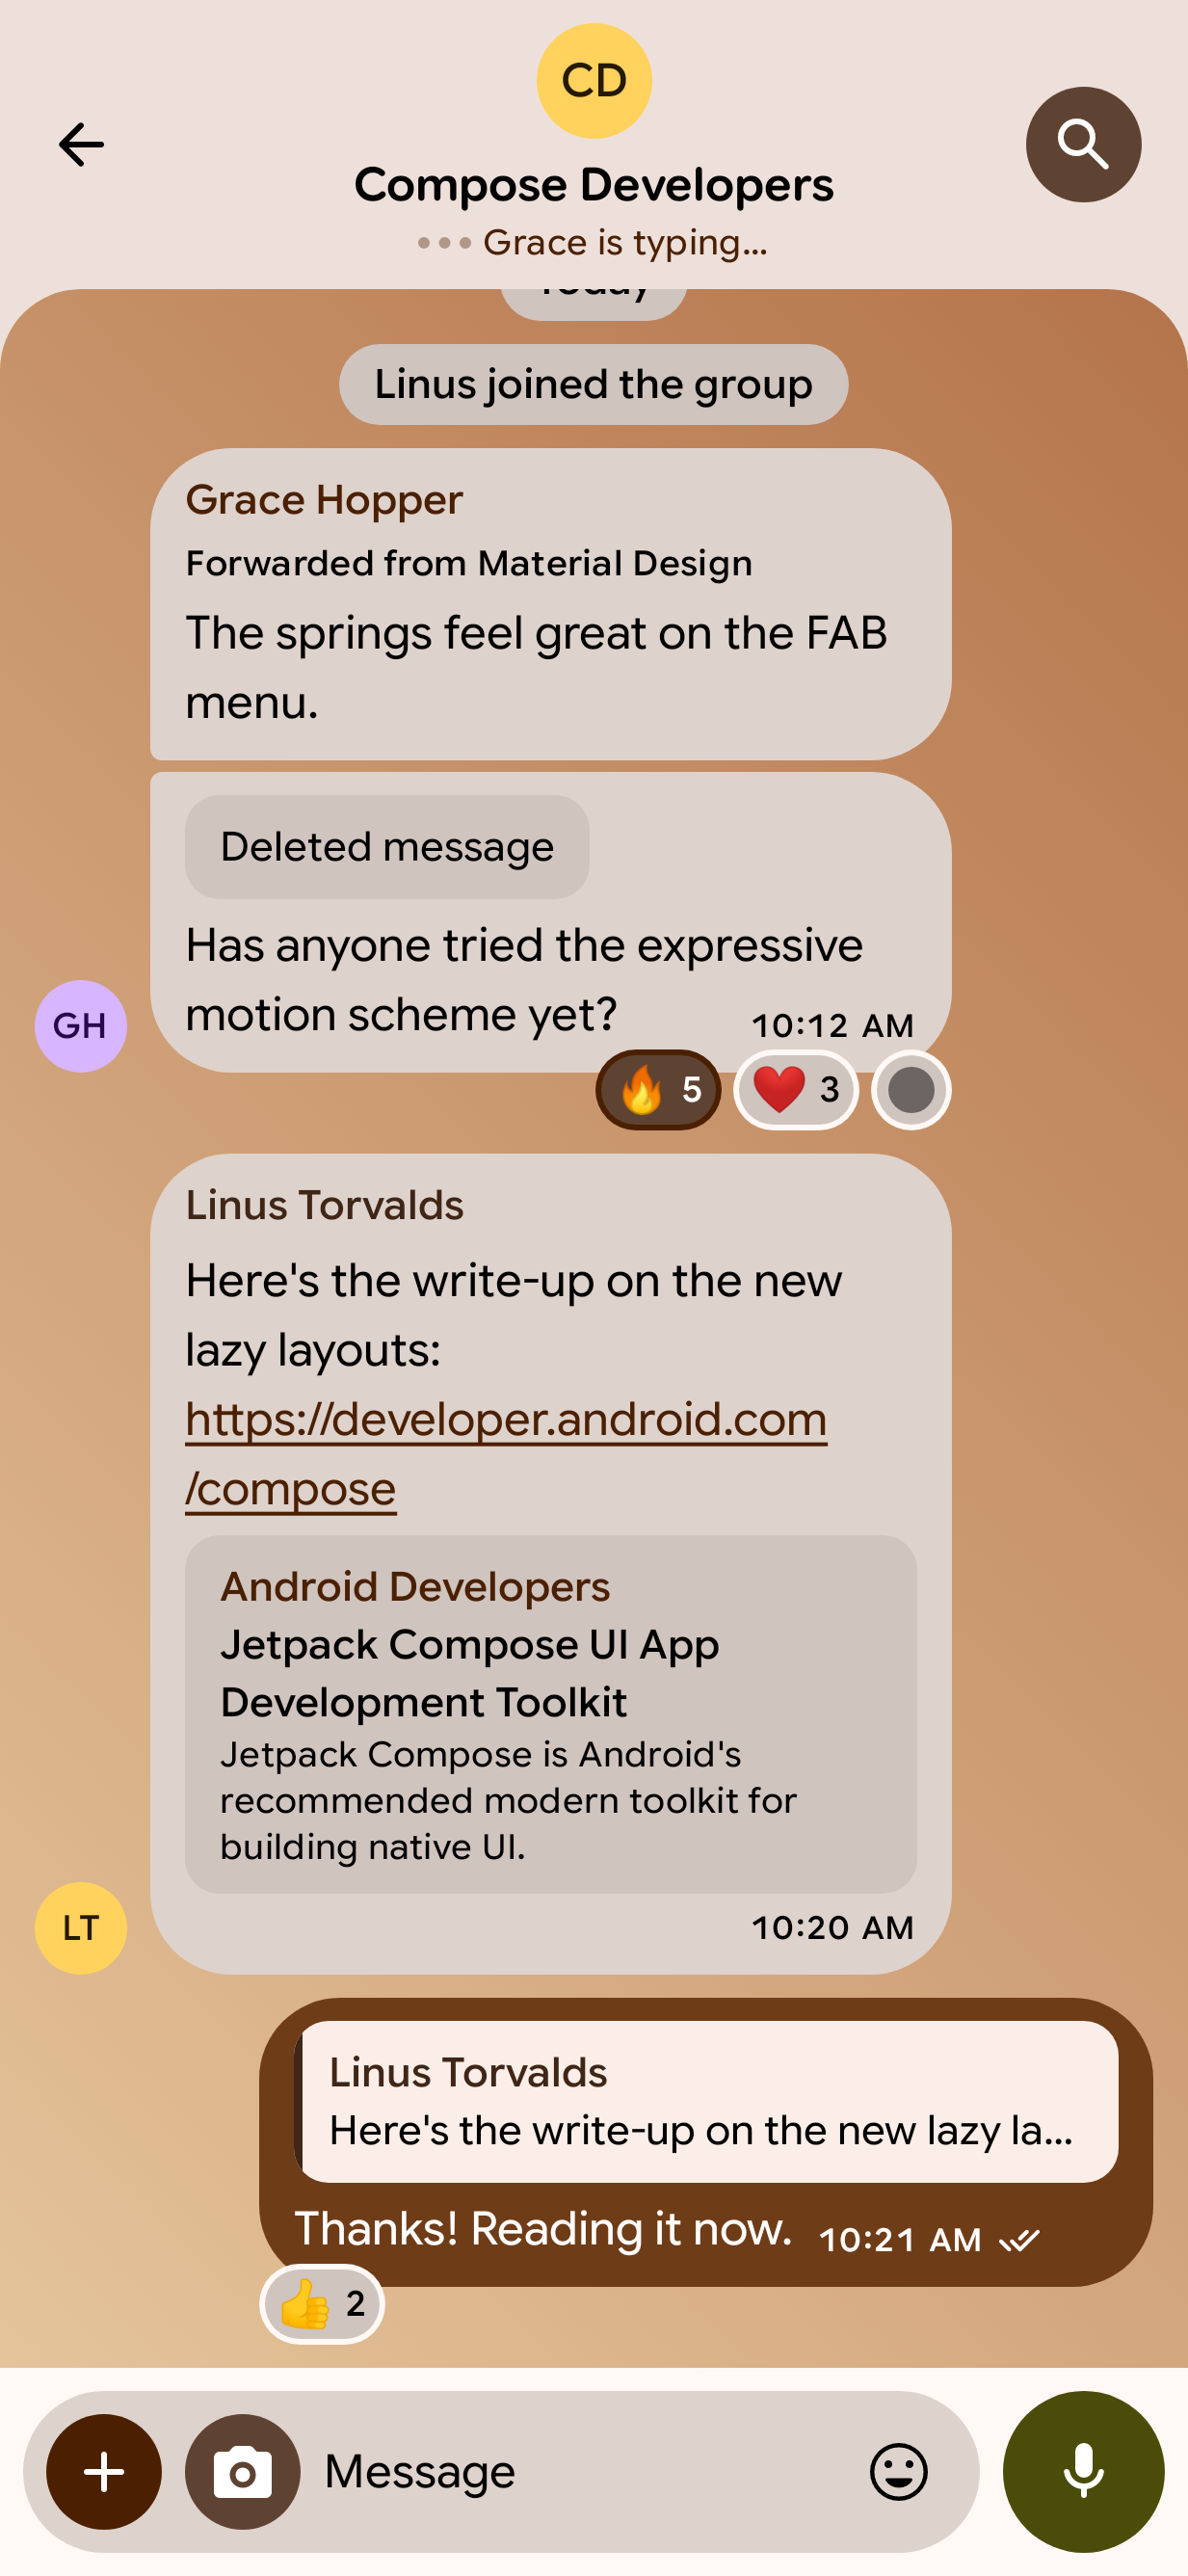 CD
Compose Developers
Grace is typing...
Today
Linus joined the group
Grace Hopper
Forwarded from Material Design
The springs feel great on the FAB
menu.
Deleted message
Has anyone tried the expressive
motion scheme yet?
10:12 AM
GH
🔥 5
❤️ 3
Linus Torvalds
Here's the write-up on the new
lazy layouts:
https://developer.android.com
/compose
Android Developers
Jetpack Compose UI App
Development Toolkit
Jetpack Compose is Android's
recommended modern toolkit for
building native UI.
10:20 AM
LT
Linus Torvalds
Here's the write-up on the new lazy la...
Thanks! Reading it now. 10:21 AM
👍 2
Message